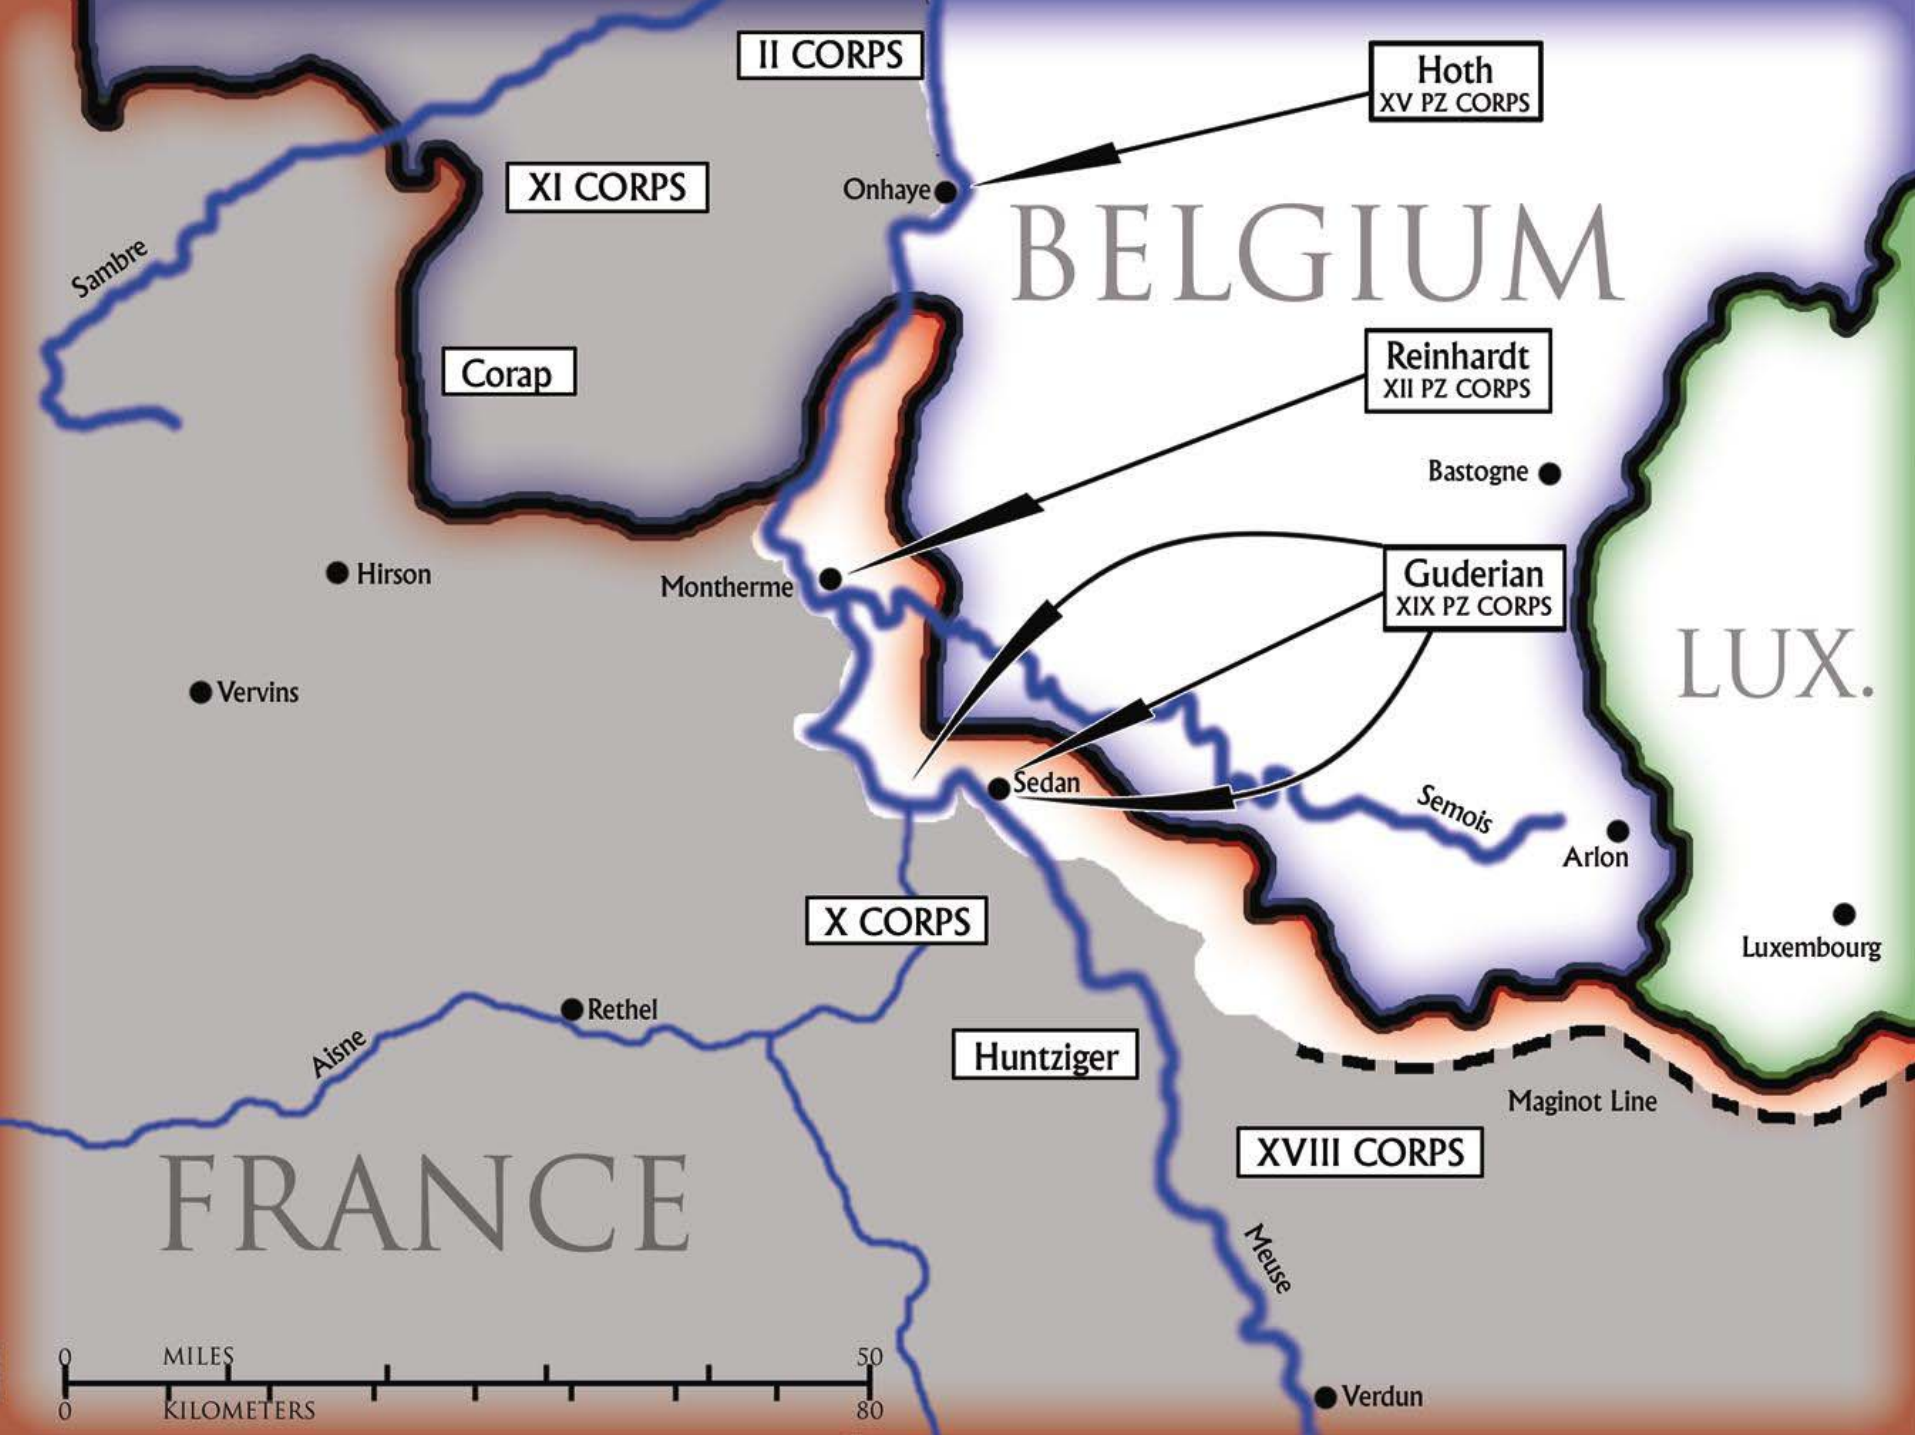 II CORPS
Hoth
XV PZ CORPS
XI CORPS
Onhaye
BELGIUM
Sambre
Corap
Reinhardt
XII PZ CORPS
Bastogne
Hirson
Montherme
Guderian
XIX PZ CORPS
LUX.
Vervins
Sedan
Semois
Arlon
X CORPS
Luxembourg
Rethel
Aisne
Huntziger
Maginot Line
XVIII CORPS
FRANCE
Meuse
0 MILES 50
0 KILOMETERS 80
Verdun